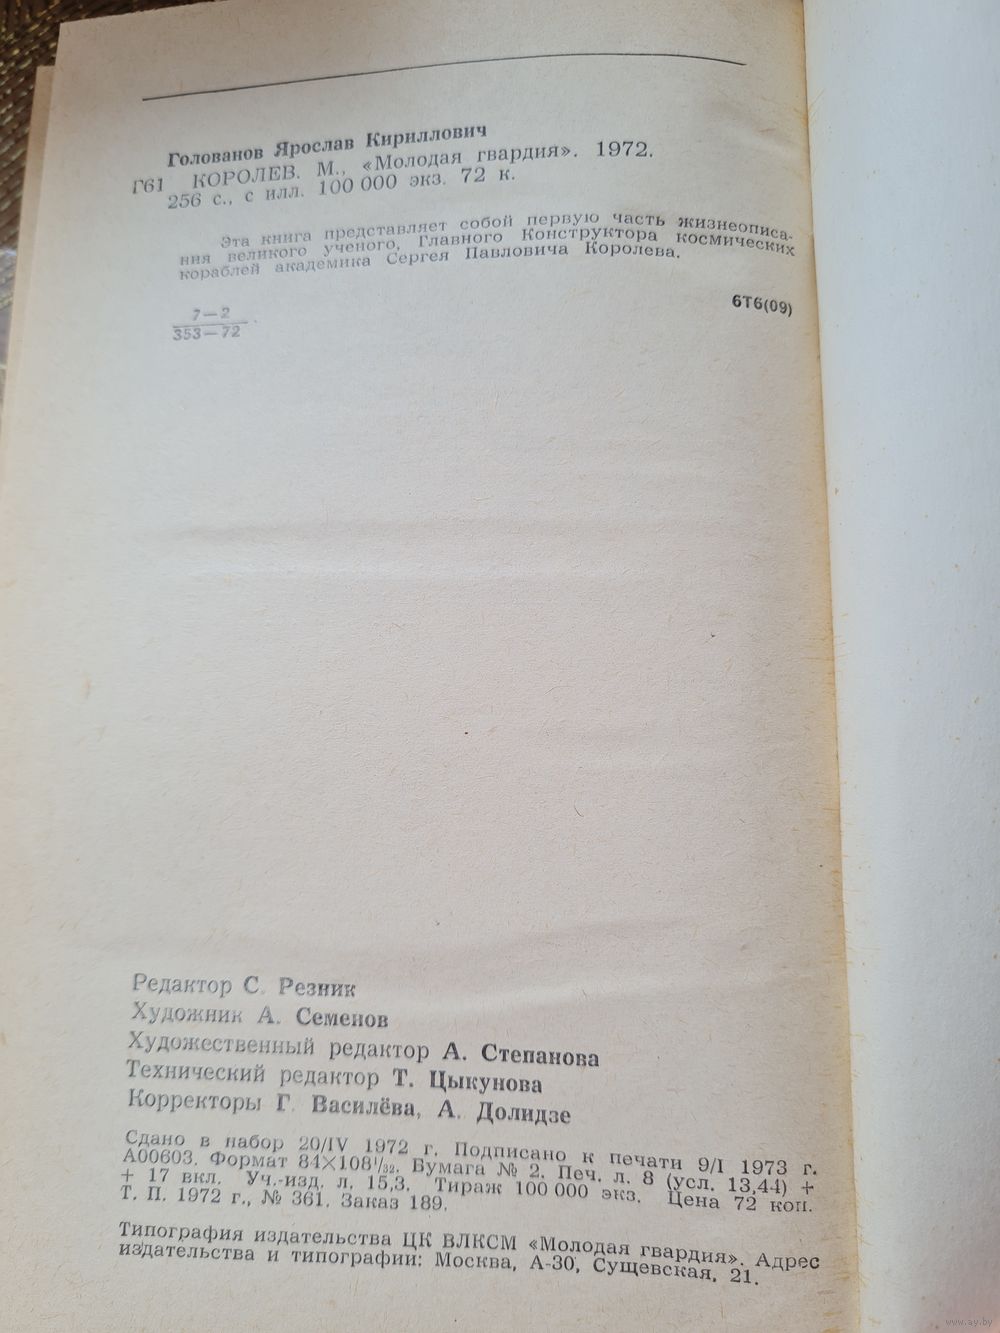 Голованов Ярослав Кириллович
Г61 КОРОЛЕВ. М., «Молодая гвардия». 1972.
256 с., с илл. 100 000 экз. 72 к.
Эта книга представляет собой первую часть жизнеописа-
ния великого ученого, Главного Конструктора космических
кораблей академика Сергея Павловича Королева.
7—2
353—72
6Т6(09)
Редактор С. Резник
Художник А. Семенов
Художественный редактор А. Степанова
Технический редактор Т. Цыкунова
Корректоры Г. Василёва, А. Долидзе
Сдано в набор 20/IV 1972 г. Подписано к печати 9/I 1973 г.
А00603. Формат 84×108¹/₃₂. Бумага № 2. Печ. л. 8 (усл. 13,44) +
+ 17 вкл. Уч.-изд. л. 15,3. Тираж 100 000 экз. Цена 72 коп.
Т. П. 1972 г., № 361. Заказ 189.
Типография издательства ЦК ВЛКСМ «Молодая гвардия». Адрес
издательства и типографии: Москва, А-30, Сущевская, 21.
www.ay.by